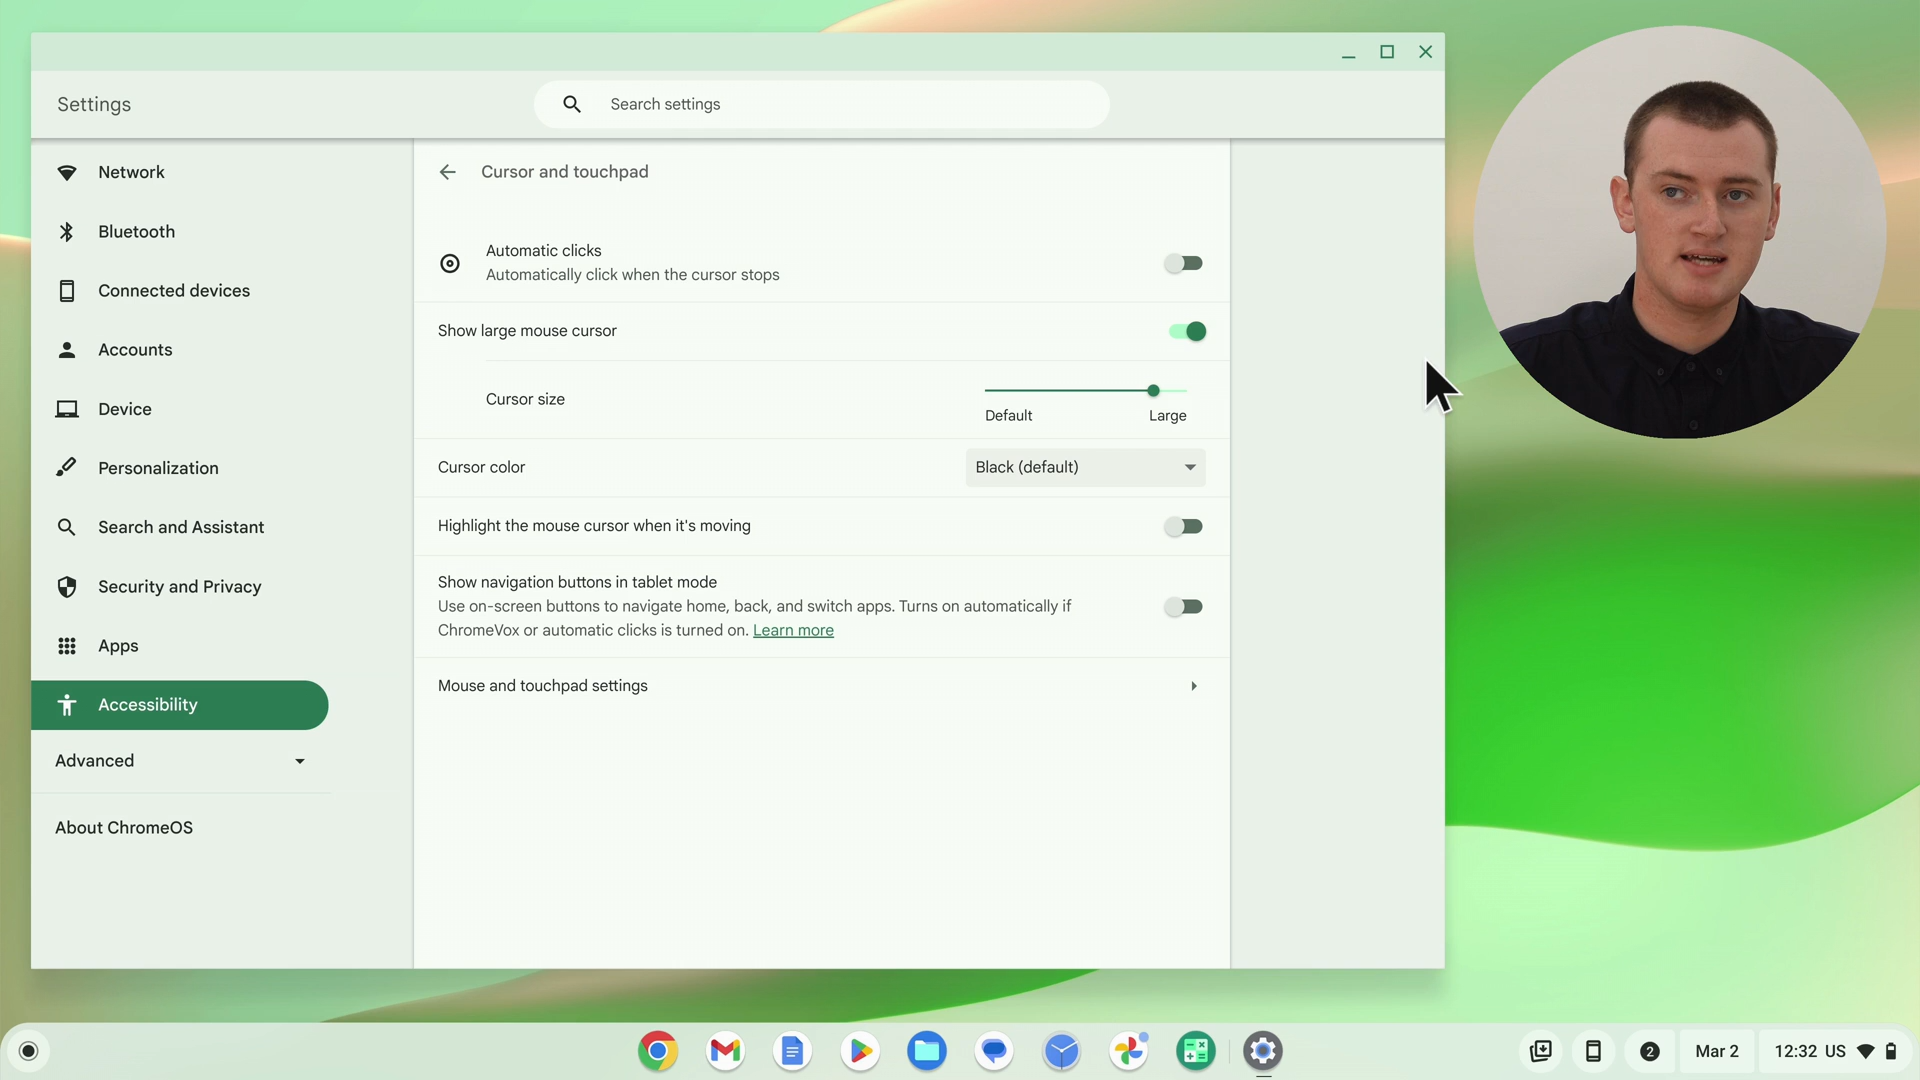 Settings
Search settings
Network
Bluetooth
Connected devices
Accounts
Device
Personalization
Search and Assistant
Security and Privacy
Apps
Accessibility
Advanced
About ChromeOS
Cursor and touchpad
Automatic clicks
Automatically click when the cursor stops
Show large mouse cursor
Cursor size
Default Large
Cursor color
Black (default)
Highlight the mouse cursor when it's moving
Show navigation buttons in tablet mode
Use on-screen buttons to navigate home, back, and switch apps. Turns on automatically if
ChromeVox or automatic clicks is turned on. Learn more
Mouse and touchpad settings
2
Mar 2
12:32 US